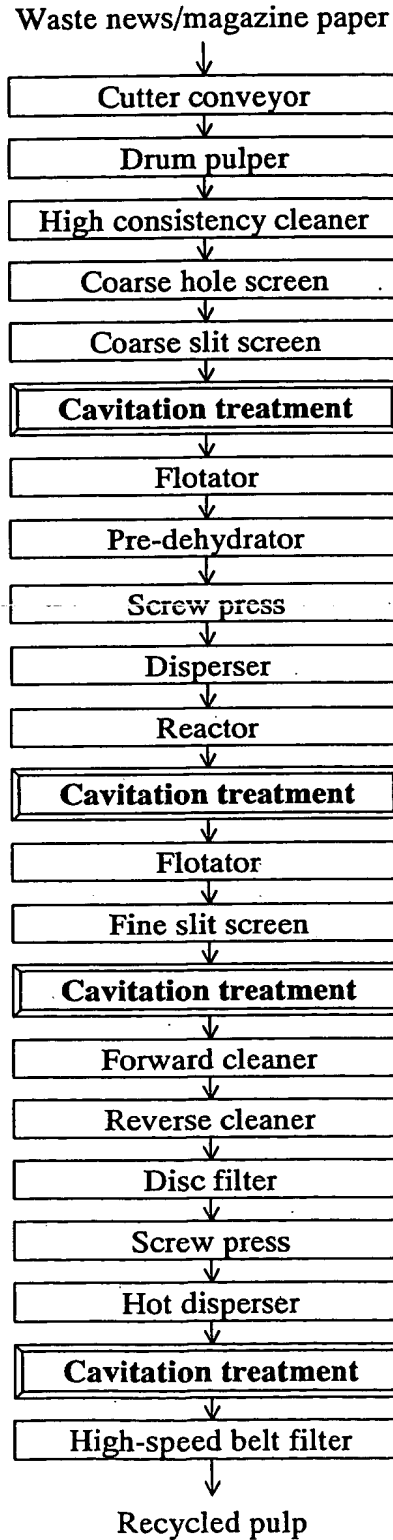 Waste news/magazine paper
Cutter conveyor
Drum pulper
High consistency cleaner
Coarse hole screen
Coarse slit screen
Cavitation treatment
Flotator
Pre-dehydrator
Screw press
Disperser
Reactor
Cavitation treatment
Flotator
Fine slit screen
Cavitation treatment
Forward cleaner
Reverse cleaner
Disc filter
Screw press
Hot disperser
Cavitation treatment
High-speed belt filter
Recycled pulp